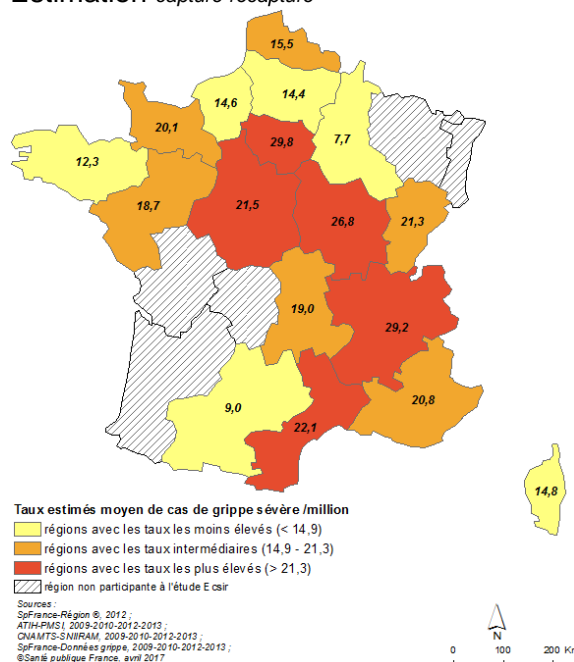 Estimation capture-recapture
15,5
14,6
14,4
20,1
7,7
29,8
12,3
18,7
21,5
26,8
21,3
19,0
29,2
9,0
20,8
22,1
14,8
Taux estimés moyen de cas de grippe sévère /million
régions avec les taux les moins élevés (< 14,9)
régions avec les taux intermédiaires (14,9 - 21,3)
régions avec les taux les plus élevés (> 21,3)
région non participante à l'étude Ecsir
Sources :
SpFrance-Région ®, 2012 ;
ATIH-PMSI, 2009-2010-2012-2013 ;
CNAMTS-SNIIRAM, 2009-2010-2012-2013 ;
SpFrance-Données grippe, 2009-2010-2012-2013 ;
®Santé publique France, avril 2017
N
0 100 200 Km